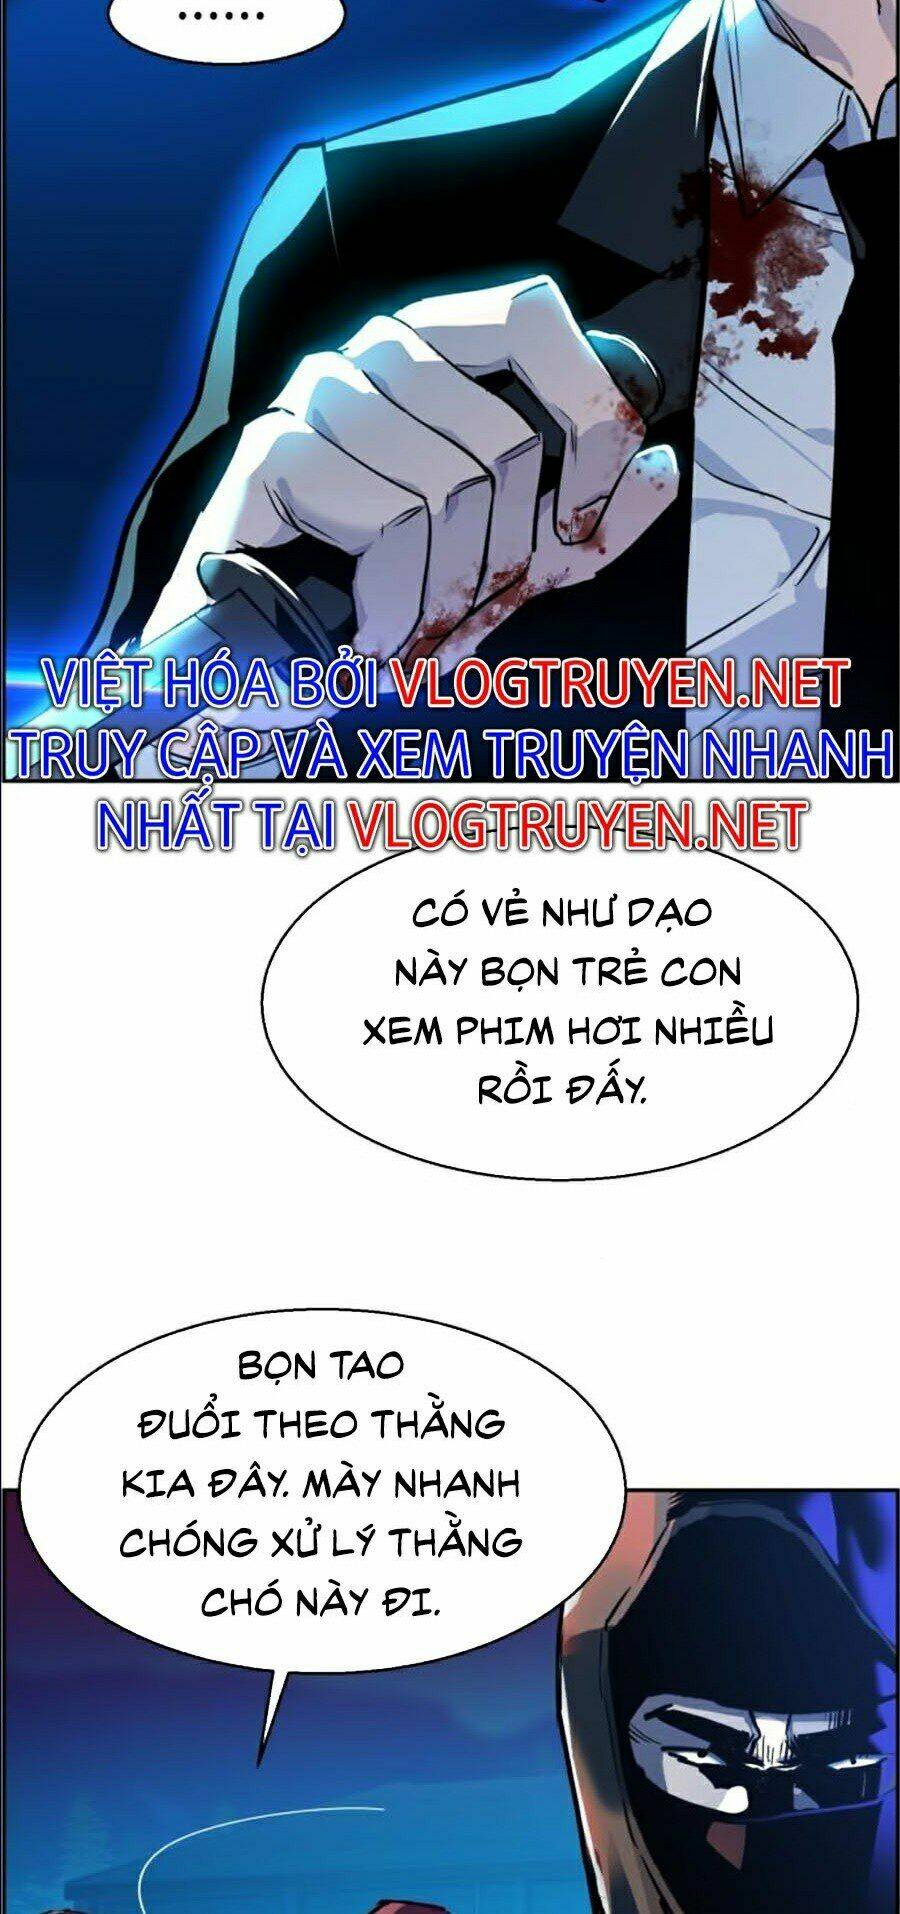 ......
VIỆT HÓA BỞI VLOGTRUYEN.NET
TRUY CẬP VÀ XEM TRUYỆN NHANH
NHẤT TẠI VLOGTRUYEN.NET
CÓ VẺ NHƯ DẠO
NÀY BỌN TRẺ CON
XEM PHIM HƠI NHIỀU
RỒI ĐẤY.
BỌN TAO
ĐUỔI THEO THẰNG
KIA ĐÂY. MÀY NHANH
CHÓNG XỬ LÝ THẰNG
CHÓ NÀY ĐI.